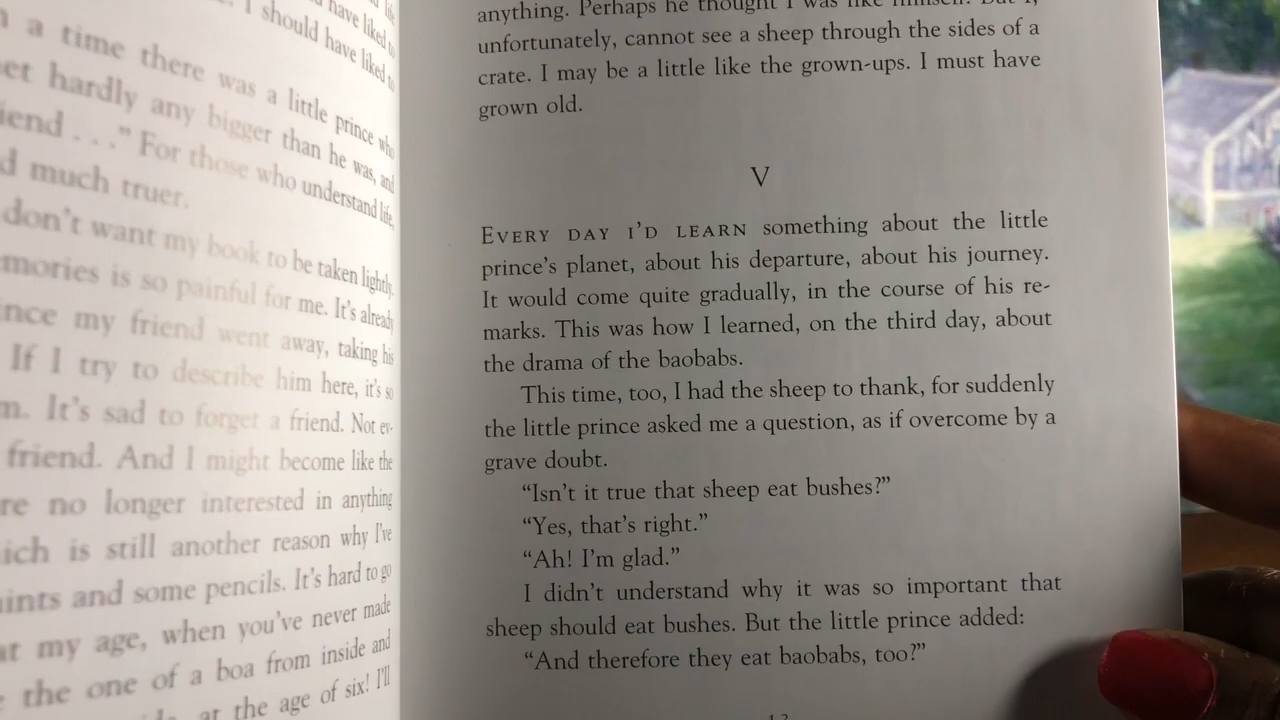 have liked to
I should have liked to
a time there was a little prince who
hardly any bigger than he was, and
. . .” For those who understand life,
much truer.
don’t want my book to be taken lightly.
is so painful for me. It’s already
my friend went away, taking his
If I try to describe him here, it’s so
It’s sad to forget a friend. Not ev-
friend. And I might become like the
no longer interested in anything
is still another reason why I’ve
and some pencils. It’s hard to go
my age, when you’ve never made
the one of a boa from inside and
at the age of six! I’ll
anything. Perhaps he thought I was like himself. But I,
unfortunately, cannot see a sheep through the sides of a
crate. I may be a little like the grown-ups. I must have
grown old.
V
EVERY DAY I’D LEARN something about the little
prince’s planet, about his departure, about his journey.
It would come quite gradually, in the course of his re-
marks. This was how I learned, on the third day, about
the drama of the baobabs.
This time, too, I had the sheep to thank, for suddenly
the little prince asked me a question, as if overcome by a
grave doubt.
“Isn’t it true that sheep eat bushes?”
“Yes, that’s right.”
“Ah! I’m glad.”
I didn’t understand why it was so important that
sheep should eat bushes. But the little prince added:
“And therefore they eat baobabs, too?”